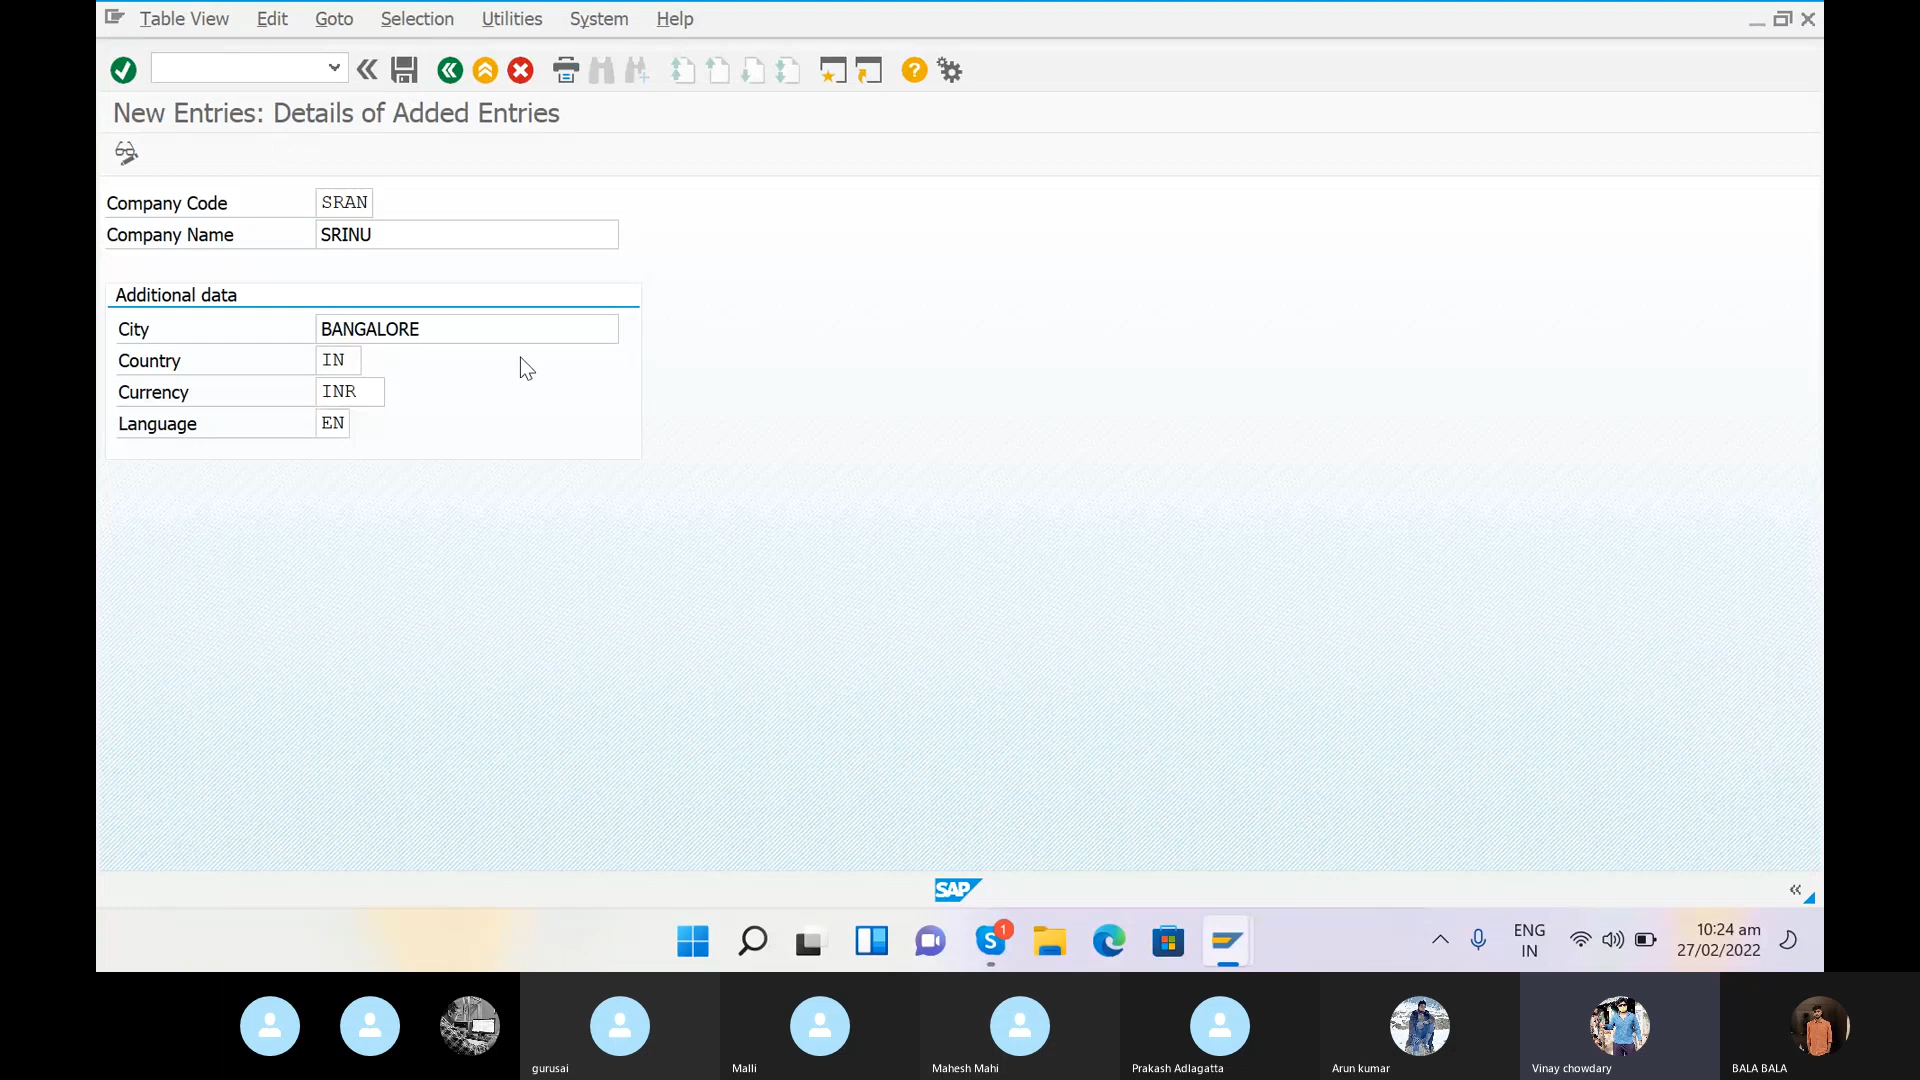 Table View Edit Goto Selection Utilities System Help
New Entries: Details of Added Entries
Company Code SRAN
Company Name SRINU
Additional data
City BANGALORE
Country IN
Currency INR
Language EN
SAP
S 1
ENG
IN
10:24 am
27/02/2022
gurusai
Malli
Mahesh Mahi
Prakash Adlagatta
Arun kumar
Vinay chowdary
BALA BALA